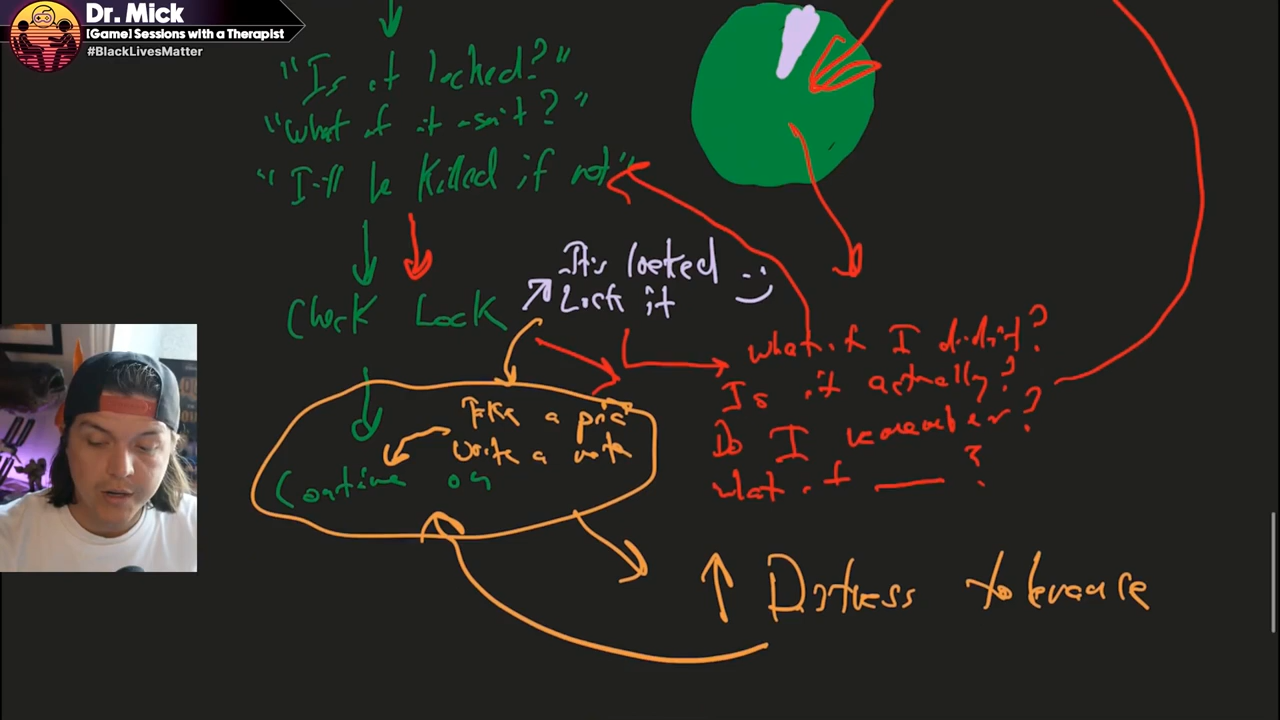 Dr. Mick
[Game] Sessions with a Therapist
#BlackLivesMatter
"Is it locked?"
"What if it isn't?"
"I'll be killed if not"
It's locked :)
Lock it
Check Lock
What if I didn't?
Is it actually?
Do I remember?
What if ___ ?
Take a pic
Write a note
Continue on
↑ Distress tolerance